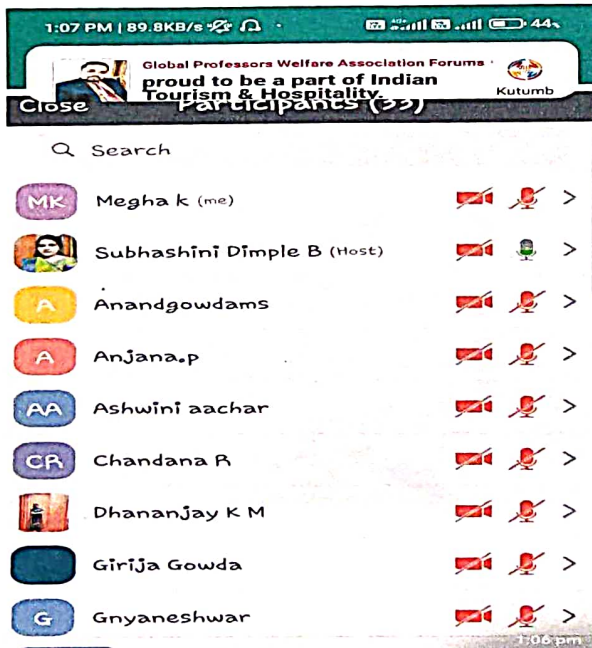 1:07 PM | 89.8KB/s
4G+
44%
Global Professors Welfare Association Forums
proud to be a part of Indian
Tourism & Hospitality.
Kutumb
Close
Participants (33)
Search
MK Megha k (me)
Subhashini Dimple B (Host)
A Anandgowdams
A Anjana.p
AA Ashwini aachar
CR Chandana R
Dhananjay K M
Girija Gowda
G Gnyaneshwar
1:06 pm